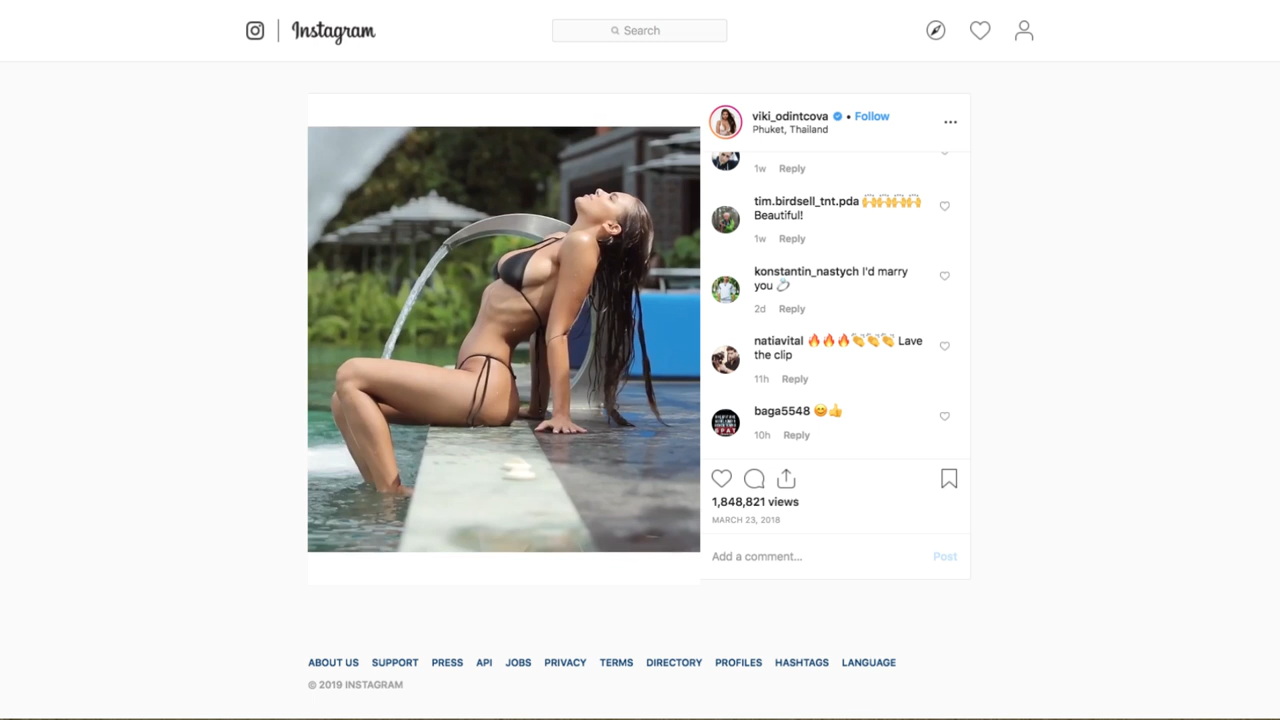 Instagram
Search
viki_odintcova • Follow
Phuket, Thailand
1w Reply
tim.birdsell_tnt.pda 🙌🙌🙌🙌
Beautiful!
1w Reply
konstantin_nastych I'd marry
you 💍
2d Reply
natiavital 🔥🔥🔥👏👏👏 Lave
the clip
11h Reply
baga5548 😊👍
10h Reply
1,848,821 views
MARCH 23, 2018
Add a comment... Post
ABOUT US SUPPORT PRESS API JOBS PRIVACY TERMS DIRECTORY PROFILES HASHTAGS LANGUAGE
© 2019 INSTAGRAM